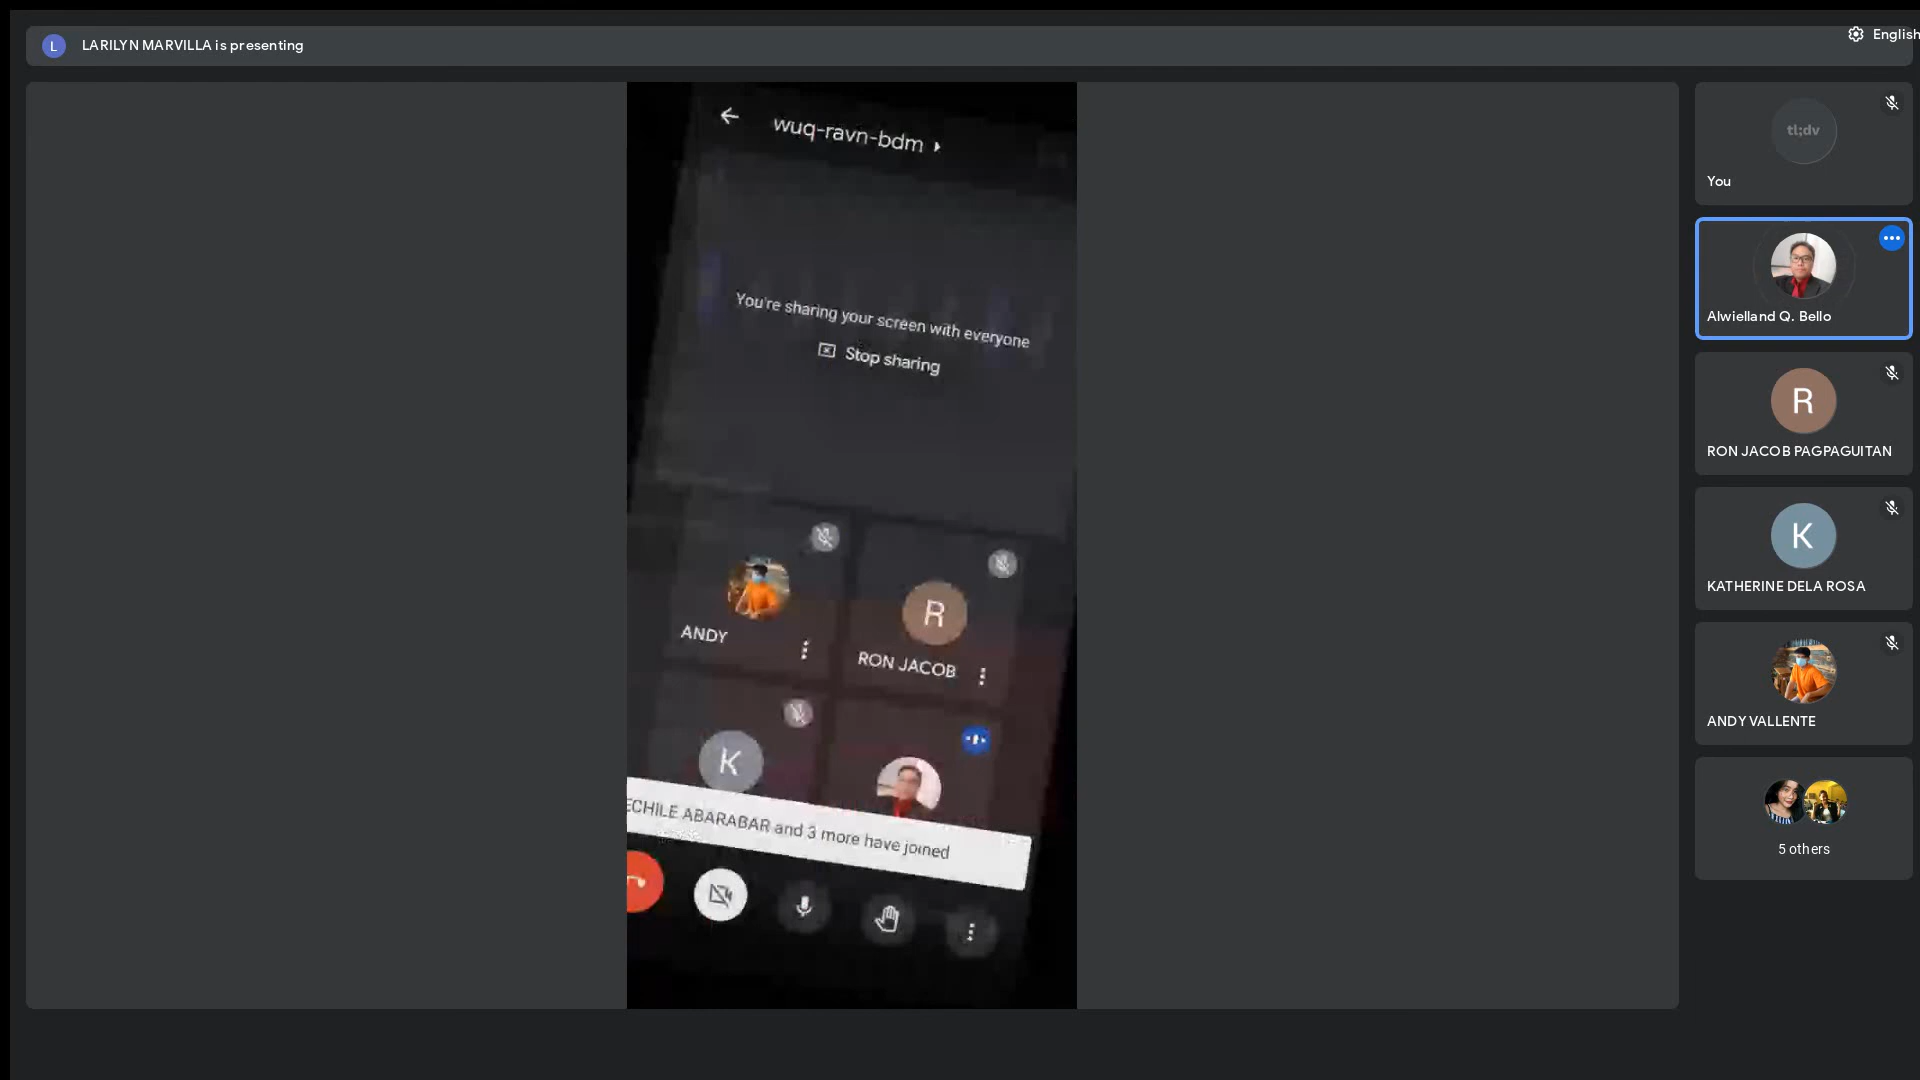 L LARILYN MARVILLA is presenting
English
wuq-ravn-bdm
You're sharing your screen with everyone
Stop sharing
ANDY
R
RON JACOB
K
ECHILE ABARABAR and 3 more have joined
tl;dv
You
Alwielland Q. Bello
R
RON JACOB PAGPAGUITAN
K
KATHERINE DELA ROSA
ANDY VALLENTE
5 others